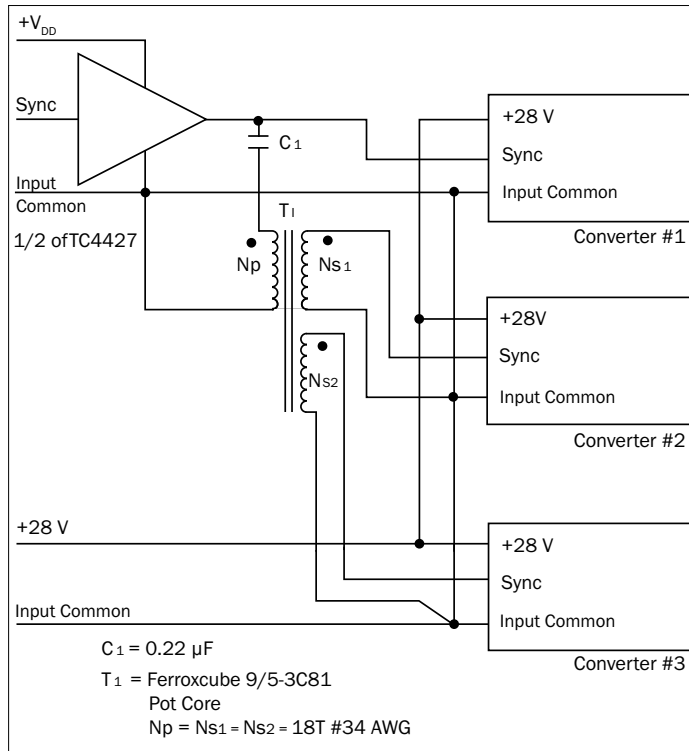 +VDD
Sync
Input
Common
1/2 ofTC4427
C1
T1
Np
Ns1
Ns2
+28 V
Sync
Input Common
Converter #1
+28V
Sync
Input Common
Converter #2
+28 V
Input Common
+28 V
Sync
Input Common
Converter #3
C1 = 0.22 µF
T1 = Ferroxcube 9/5-3C81
Pot Core
Np = Ns1 = Ns2 = 18T #34 AWG